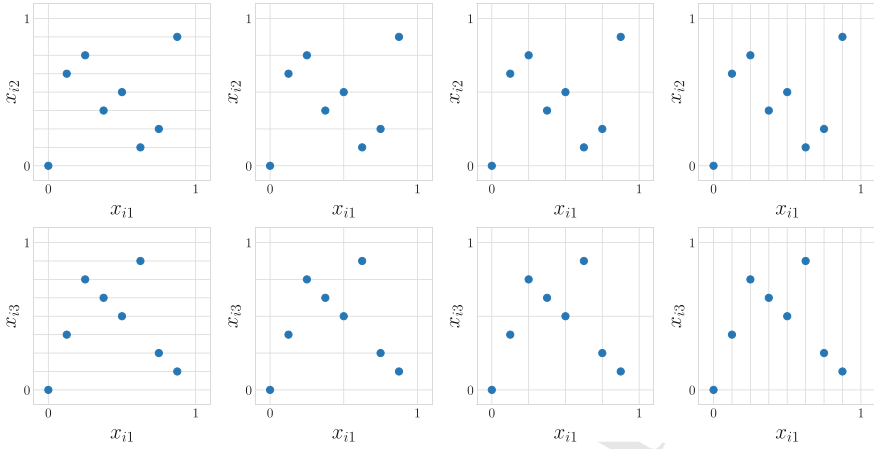 1 1 1 1
x_{i2} x_{i2} x_{i2} x_{i2}
0 0 0 0
0 1 0 1 0 1 0 1
x_{i1} x_{i1} x_{i1} x_{i1}
1 1 1 1
x_{i3} x_{i3} x_{i3} x_{i3}
0 0 0 0
0 1 0 1 0 1 0 1
x_{i1} x_{i1} x_{i1} x_{i1}